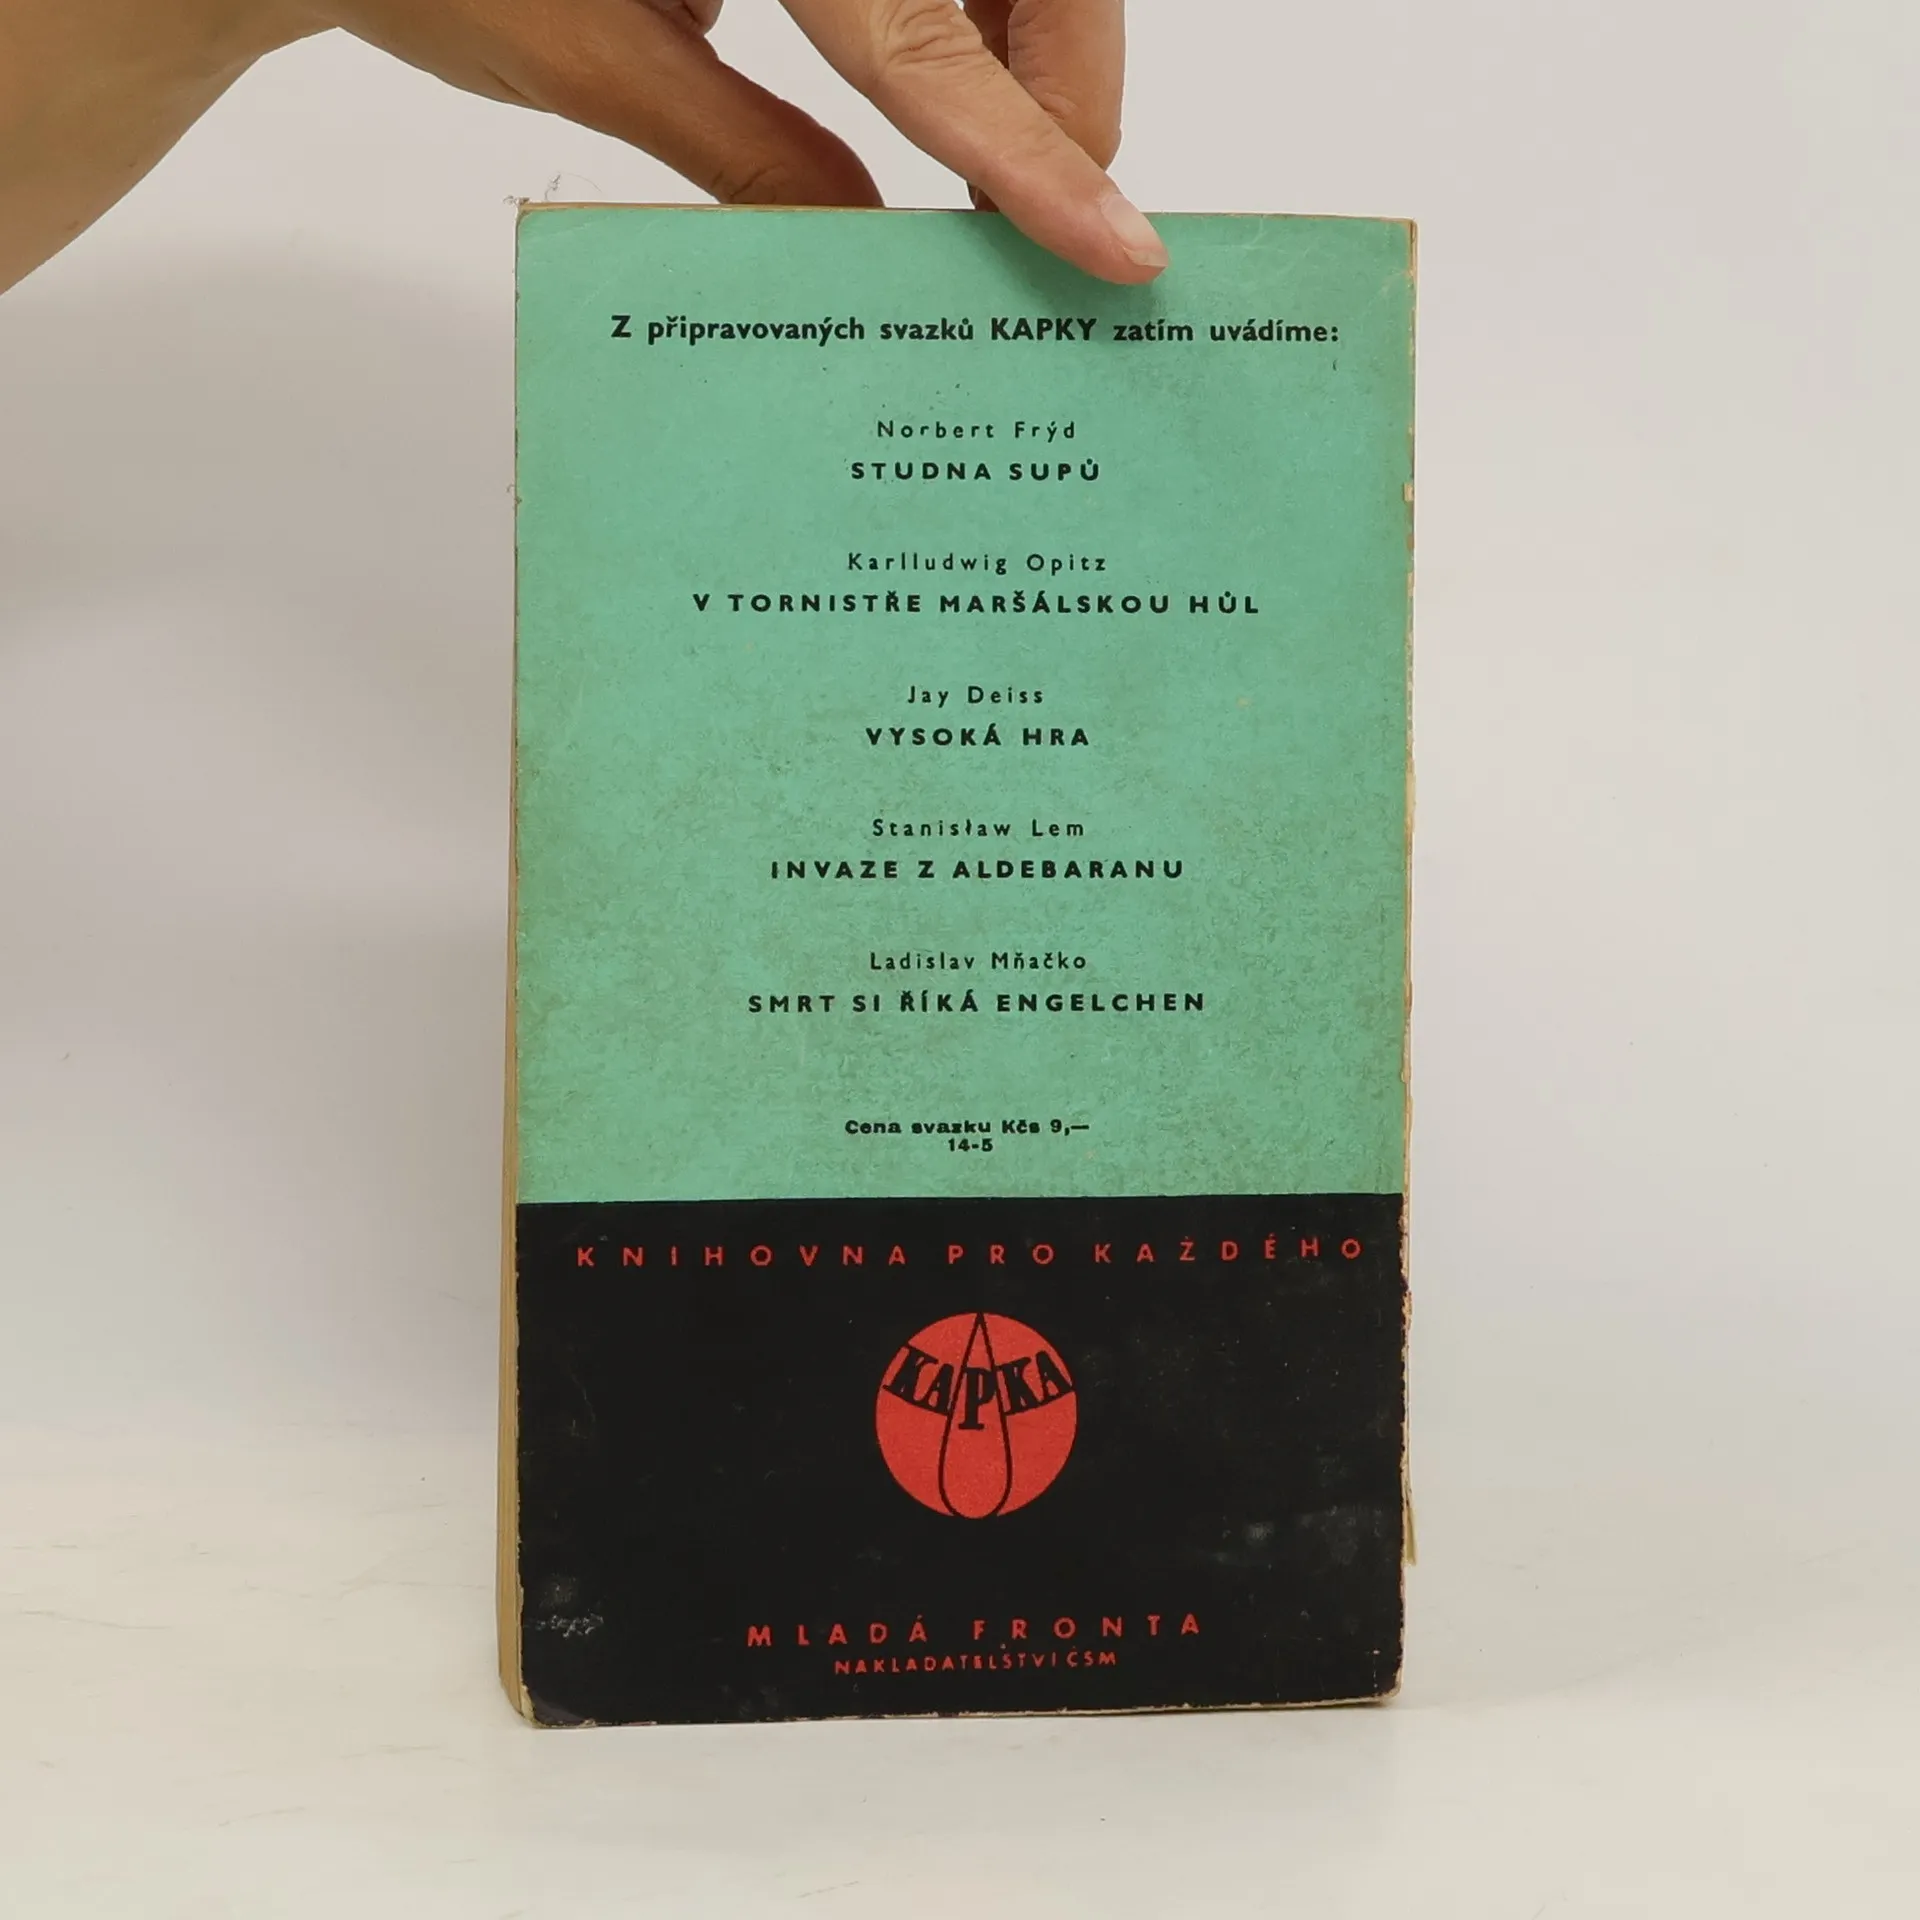 Z připravovaných svazků KAPKY zatím uvádíme:
Norbert Frýd
STUDNA SUPŮ
Karlludwig Opitz
V TORNISTŘE MARŠÁLSKOU HŮL
Jay Deiss
VYSOKÁ HRA
Stanisław Lem
INVAZE Z ALDEBARANU
Ladislav Mňačko
SMRT SI ŘÍKÁ ENGELCHEN
Cena svazku Kčs 9,—
14-5
KNIHOVNA PRO KAŽDÉHO
KAPKA
MLADÁ FRONTA
NAKLADATELSTVÍ ČSM